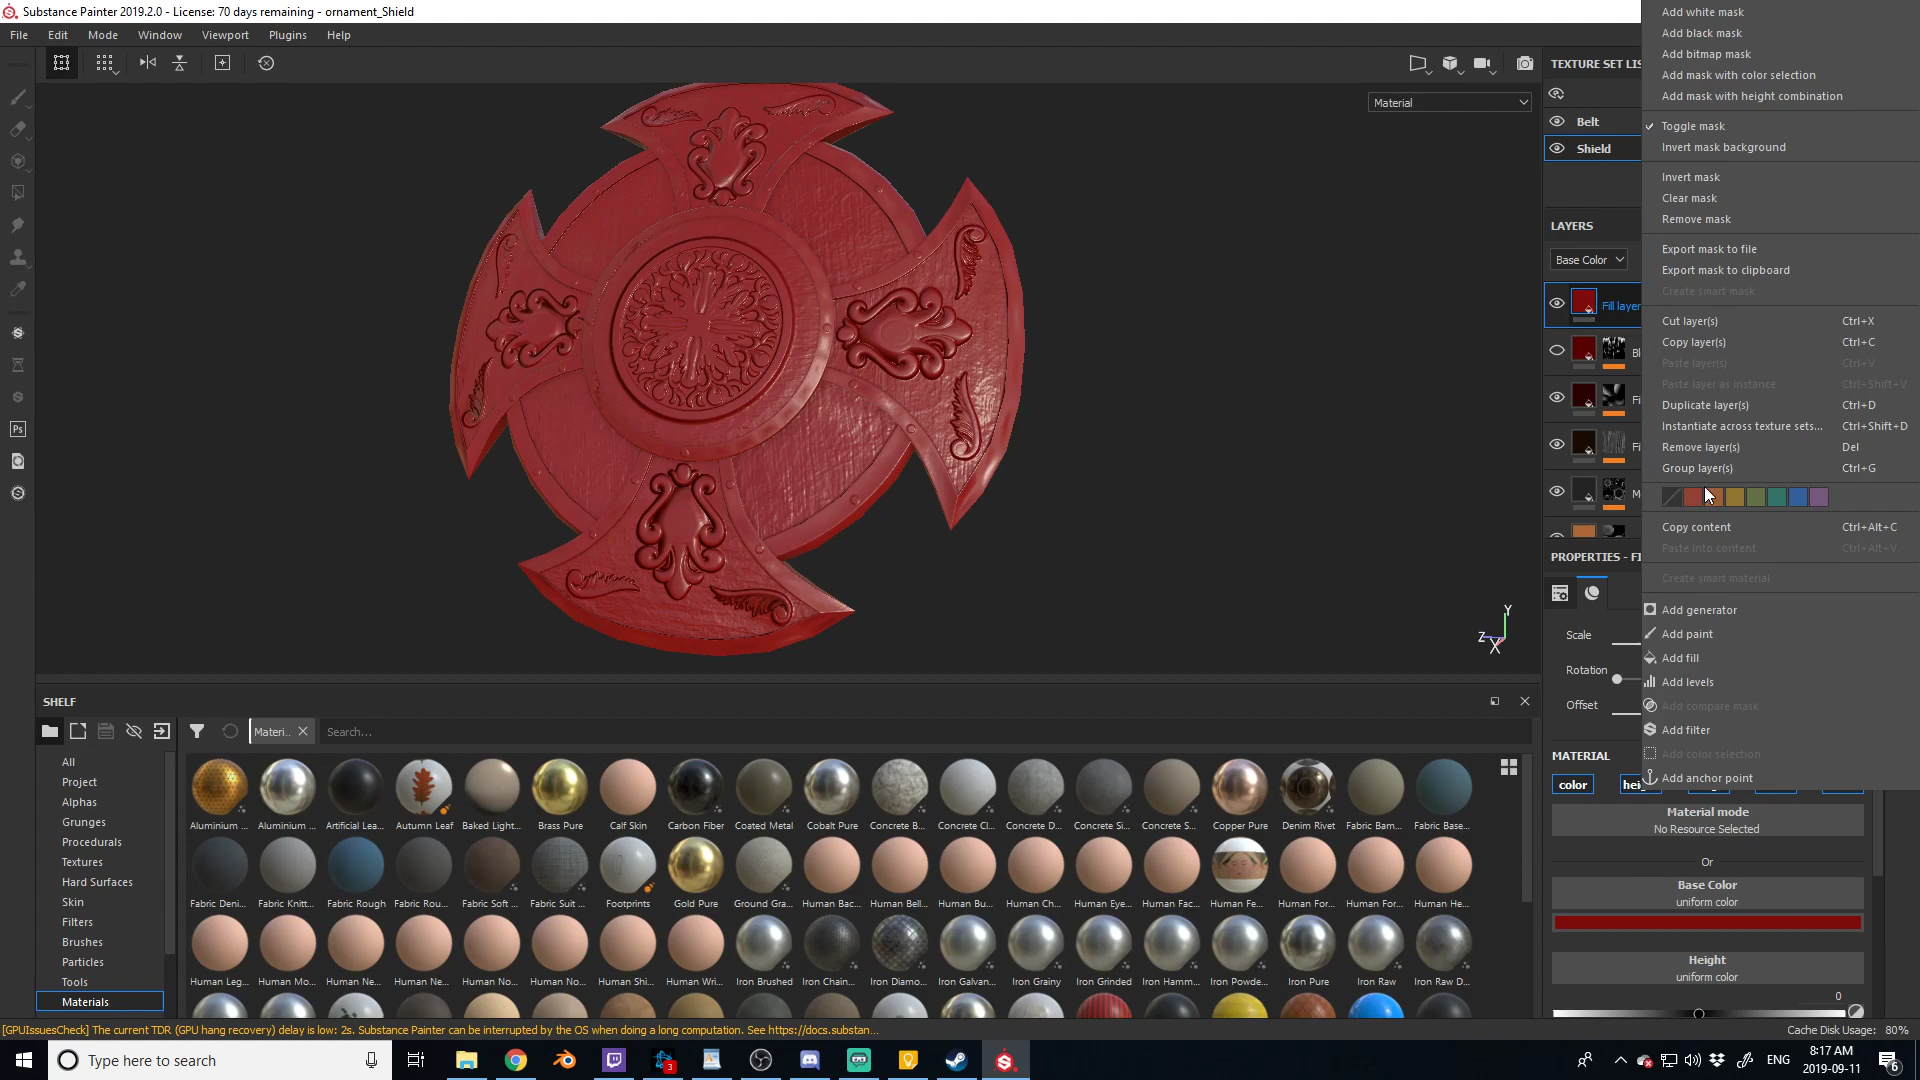 Substance Painter 2019.2.0 - License: 70 days remaining - ornament_Shield
File Edit Mode Window Viewport Plugins Help
Material
TEXTURE SET LIS
Belt
Shield
LAYERS
Base Color
Fill layer
Bl
Fi
Fi
M
PROPERTIES - FI
Scale
Rotation
Offset
MATERIAL
color
Material mode
No Resource Selected
Or
Base Color
uniform color
Height
uniform color
0
Add white mask
Add black mask
Add bitmap mask
Add mask with color selection
Add mask with height combination
Toggle mask
Invert mask background
Invert mask
Clear mask
Remove mask
Export mask to file
Export mask to clipboard
Create smart mask
Cut layer(s) Ctrl+X
Copy layer(s) Ctrl+C
Paste layer(s) Ctrl+V
Paste layer as instance Ctrl+Shift+V
Duplicate layer(s) Ctrl+D
Instantiate across texture sets... Ctrl+Shift+D
Remove layer(s) Del
Group layer(s) Ctrl+G
Copy content Ctrl+Alt+C
Paste into content Ctrl+Alt+V
Create smart material
Add generator
Add paint
Add fill
Add levels
Add compare mask
Add filter
Add color selection
Add anchor point
Y
Z
X
Ps
SHELF
Materi..
Search...
All
Project
Alphas
Grunges
Procedurals
Textures
Hard Surfaces
Skin
Filters
Brushes
Particles
Tools
Materials
Aluminium ... Aluminium ... Artificial Lea... Autumn Leaf Baked Light... Brass Pure Calf Skin Carbon Fiber Coated Metal Cobalt Pure Concrete B... Concrete Cl... Concrete D... Concrete Si... Concrete S... Copper Pure Denim Rivet Fabric Bam... Fabric Base...
Fabric Deni... Fabric Knitt... Fabric Rough Fabric Rou... Fabric Soft ... Fabric Suit ... Footprints Gold Pure Ground Gra... Human Bac... Human Bell... Human Bu... Human Ch... Human Eye... Human Fac... Human Fe... Human For... Human For... Human He...
Human Leg... Human Mo... Human Ne... Human Ne... Human No... Human No... Human Shi... Human Wri... Iron Brushed Iron Chain... Iron Diamo... Iron Galvan... Iron Grainy Iron Grinded Iron Hamm... Iron Powde... Iron Pure Iron Raw Iron Raw D...
[GPUIssuesCheck] The current TDR (GPU hang recovery) delay is low: 2s. Substance Painter can be interrupted by the OS when doing a long computation. See https://docs.substan...
Cache Disk Usage: 80%
Type here to search
3
ENG
8:17 AM
2019-09-11
6